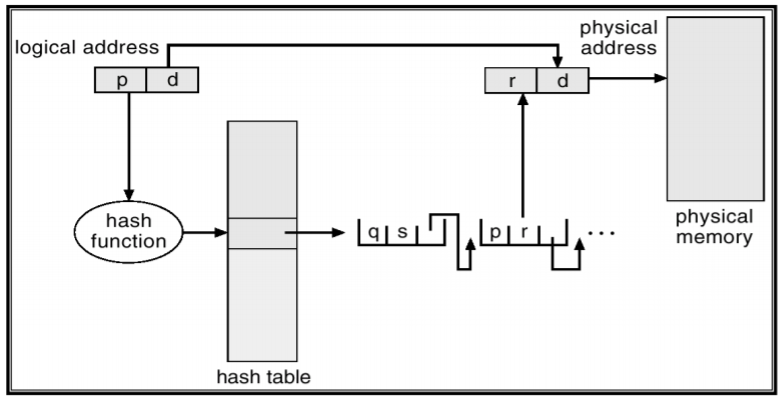 logical address
physical
address
p d
r d
hash
function
q s
p r ...
physical
memory
hash table